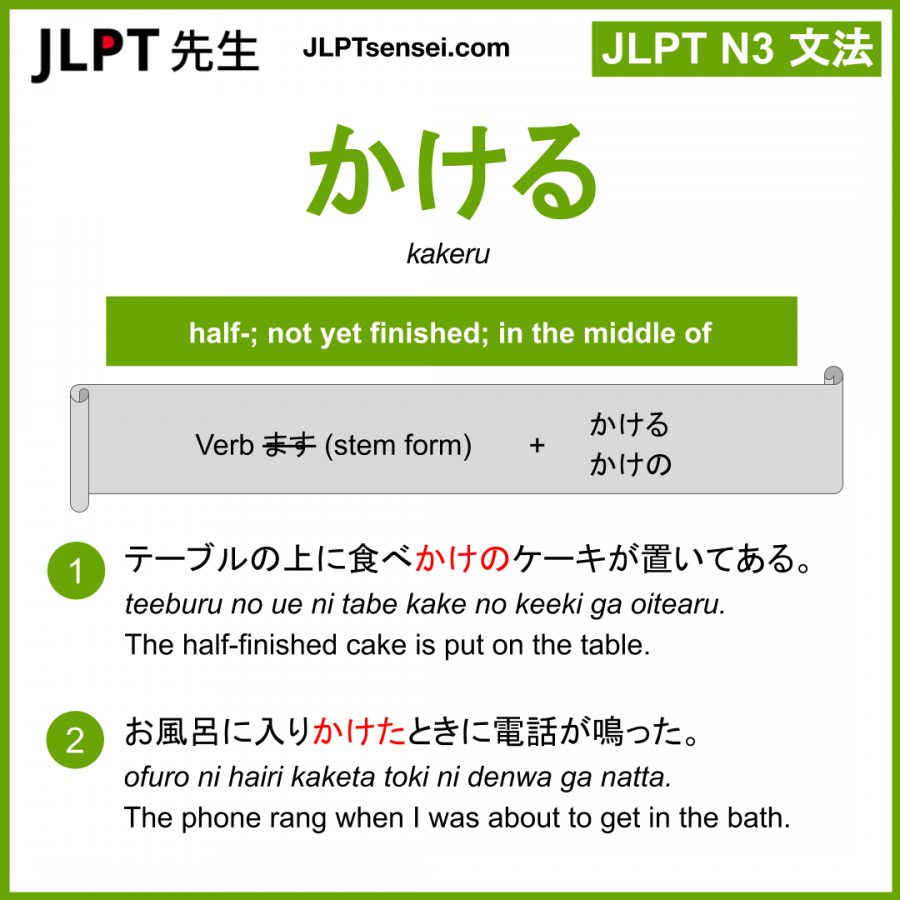 JLPT 先生 JLPTsensei.com JLPT N3 文法
かける
kakeru
half-; not yet finished; in the middle of
Verb ます (stem form) + かける
かけの
1 テーブルの上に食べかけのケーキが置いてある。
teeburu no ue ni tabe kake no keeki ga oitearu.
The half-finished cake is put on the table.
2 お風呂に入りかけたときに電話が鳴った。
ofuro ni hairi kaketa toki ni denwa ga natta.
The phone rang when I was about to get in the bath.